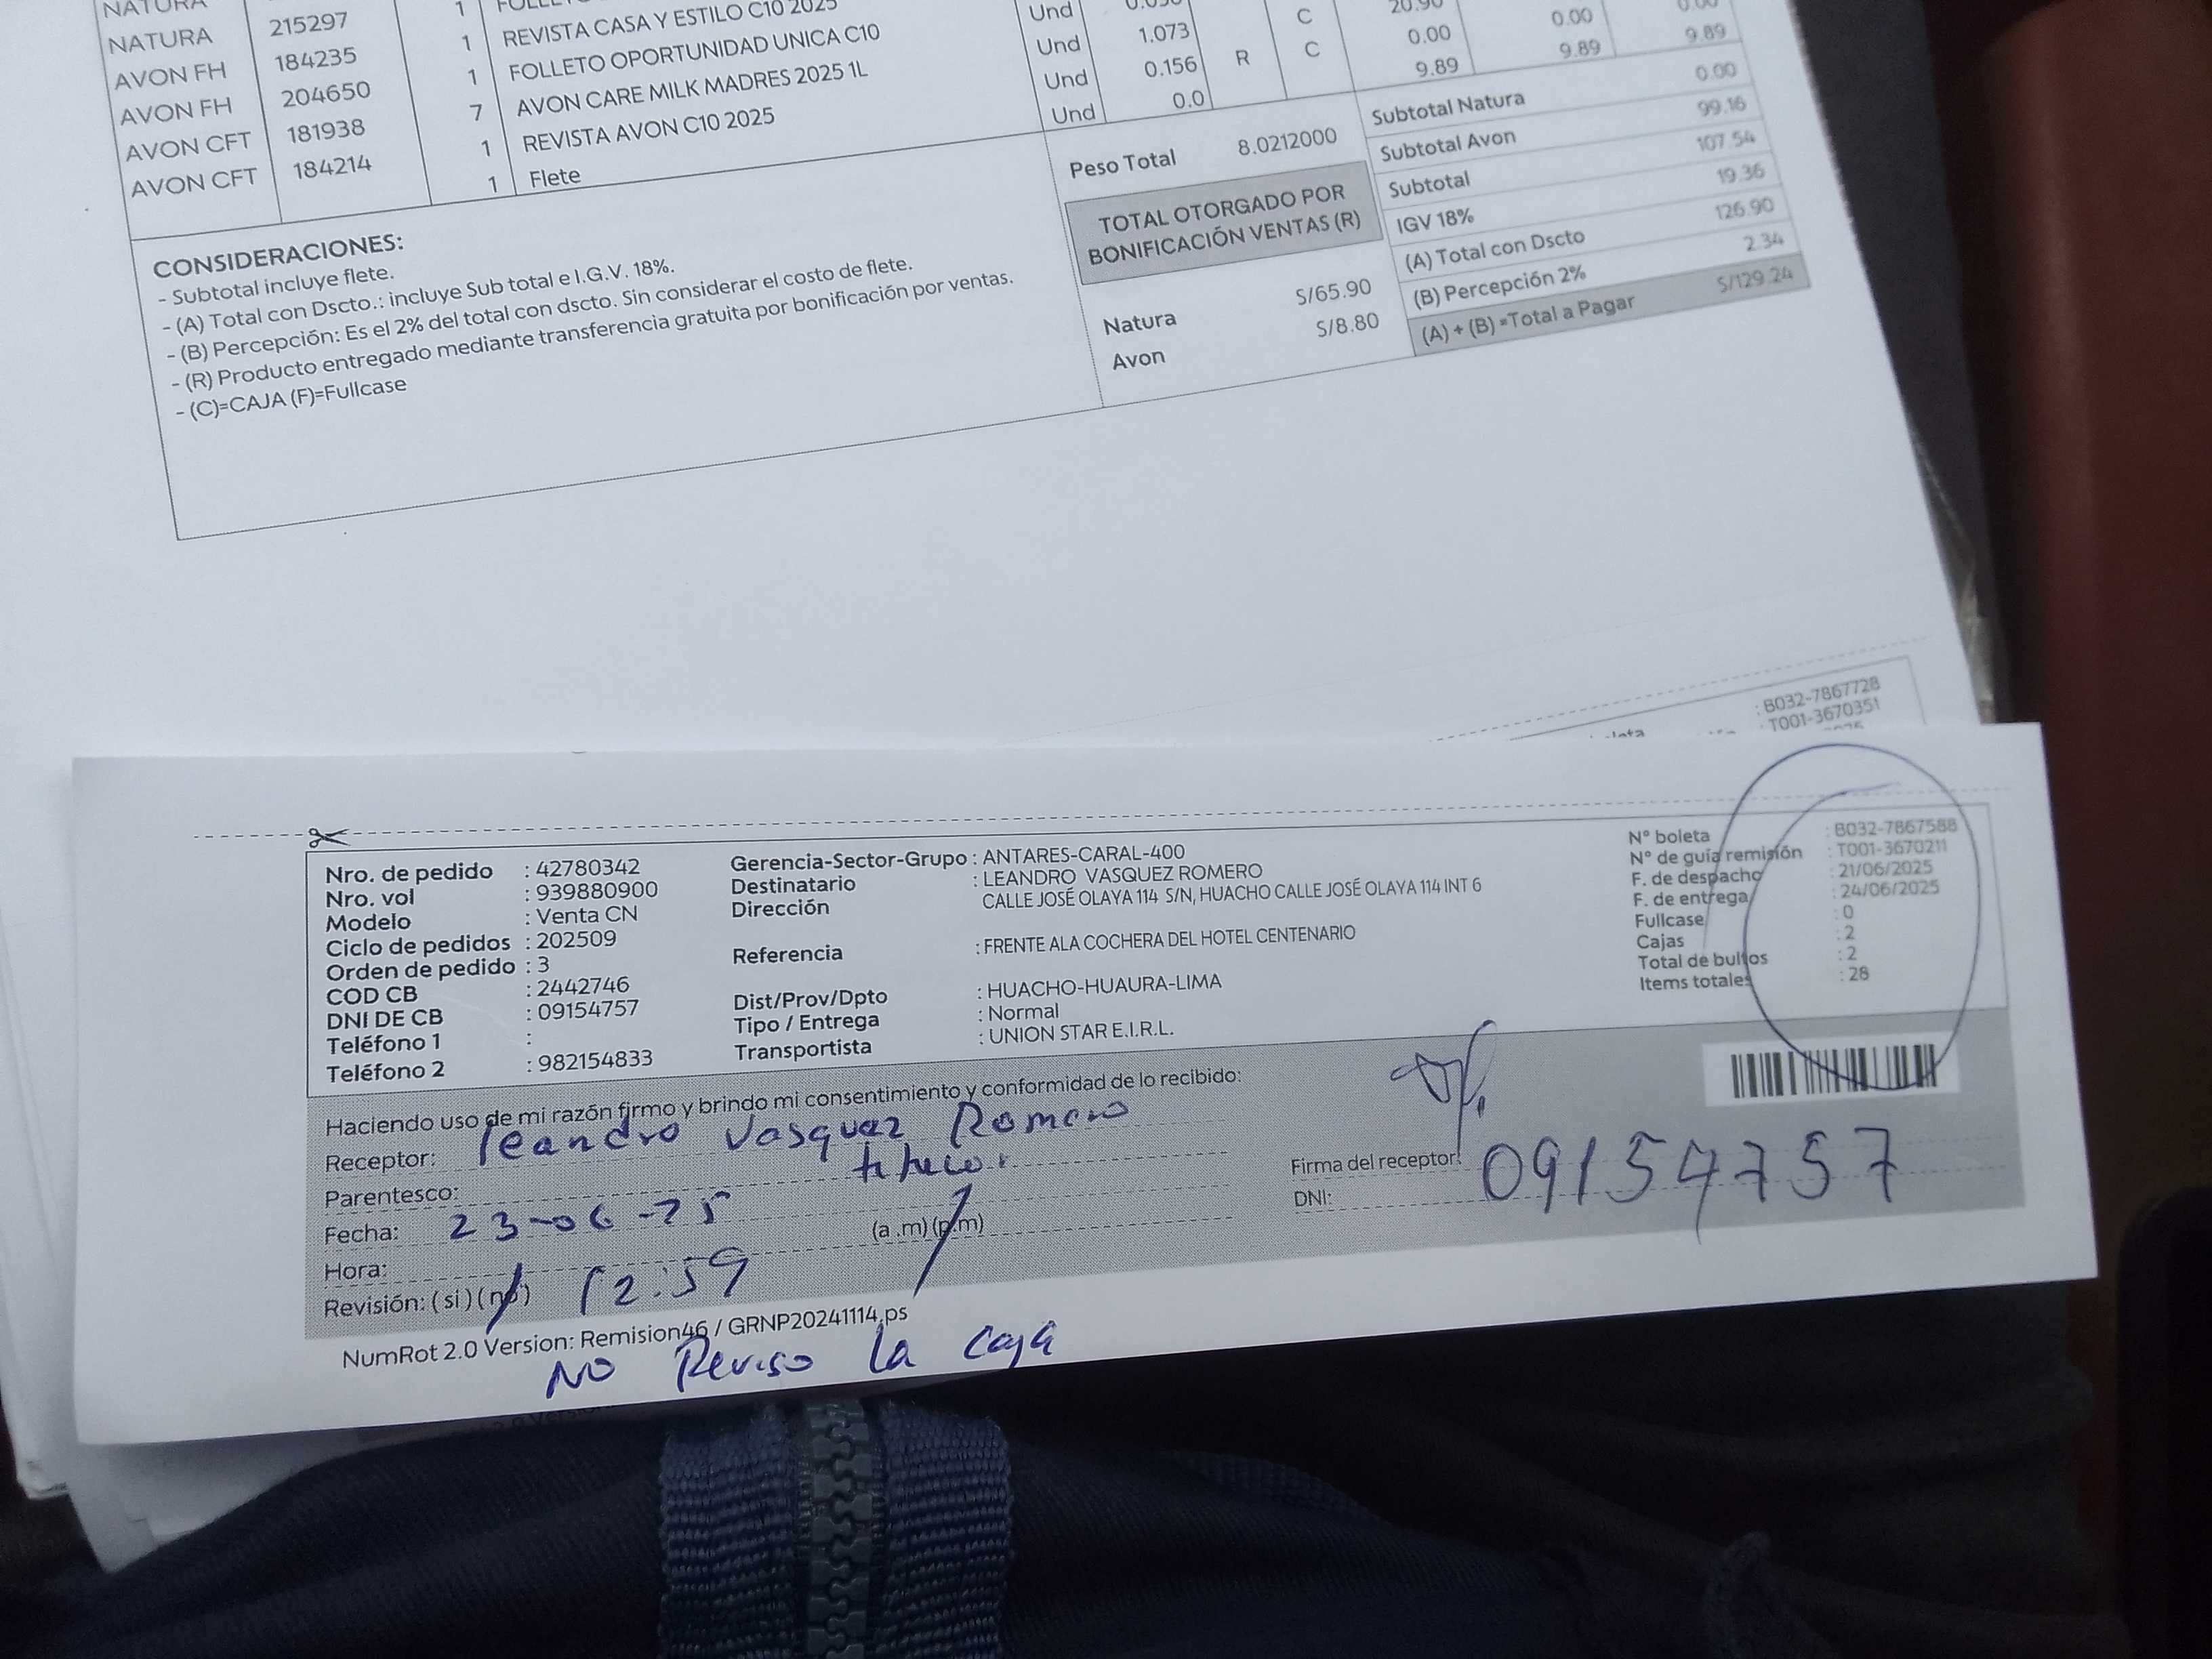 NATURA
NATURA 215297 1 REVISTA CASA Y ESTILO C10 2025 Und
AVON FH 184235 1 FOLLETO OPORTUNIDAD UNICA C10 Und 1.073 C 20.90 0.00 0.00
AVON FH 204650 1 AVON CARE MILK MADRES 2025 1L Und 0.156 R C 0.00 9.89 9.89
AVON CFT 181938 7 REVISTA AVON C10 2025 Und 0.0 9.89
AVON CFT 184214 1 Flete
1
CONSIDERACIONES:
- Subtotal incluye flete.
- (A) Total con Dscto.: incluye Sub total e I.G.V. 18%.
- (B) Percepción: Es el 2% del total con dscto. Sin considerar el costo de flete.
- (R) Producto entregado mediante transferencia gratuita por bonificación por ventas.
- (C)=CAJA (F)=Fullcase
Peso Total 8.0212000
TOTAL OTORGADO POR
BONIFICACIÓN VENTAS (R)
Natura S/65.90
Avon S/8.80
Subtotal Natura 0.00
Subtotal Avon 99.16
Subtotal 107.54
IGV 18% 19.36
(A) Total con Dscto 126.90
(B) Percepción 2% 2.34
(A) + (B) =Total a Pagar S/129.24
: B032-7867728
: T001-3670351
Nro. de pedido : 42780342
Nro. vol : 939880900
Modelo : Venta CN
Ciclo de pedidos : 202509
Orden de pedido : 3
COD CB : 2442746
DNI DE CB : 09154757
Teléfono 1 :
Teléfono 2 : 982154833
Gerencia-Sector-Grupo : ANTARES-CARAL-400
Destinatario : LEANDRO VASQUEZ ROMERO
Dirección CALLE JOSÉ OLAYA 114 S/N, HUACHO CALLE JOSÉ OLAYA 114 INT 6
Referencia : FRENTE ALA COCHERA DEL HOTEL CENTENARIO
Dist/Prov/Dpto : HUACHO-HUAURA-LIMA
Tipo / Entrega : Normal
Transportista : UNION STAR E.I.R.L.
N° boleta : B032-7867588
N° de guía remisión : T001-3670211
F. de despacho : 21/06/2025
F. de entrega : 24/06/2025
Fullcase : 0
Cajas : 2
Total de bultos : 2
Items totales : 28
Haciendo uso de mi razón firmo y brindo mi consentimiento y conformidad de lo recibido:
Receptor: leandro Vasquez Romero
Parentesco:
Fecha: 23-06-25 (a.m) (p.m)
Hora:
Revisión: ( si ) ( no ) 12:59
Firma del receptor:
DNI: 09154757
NumRot 2.0 Version: Remision46 / GRNP20241114.ps
NO Reviso la caja